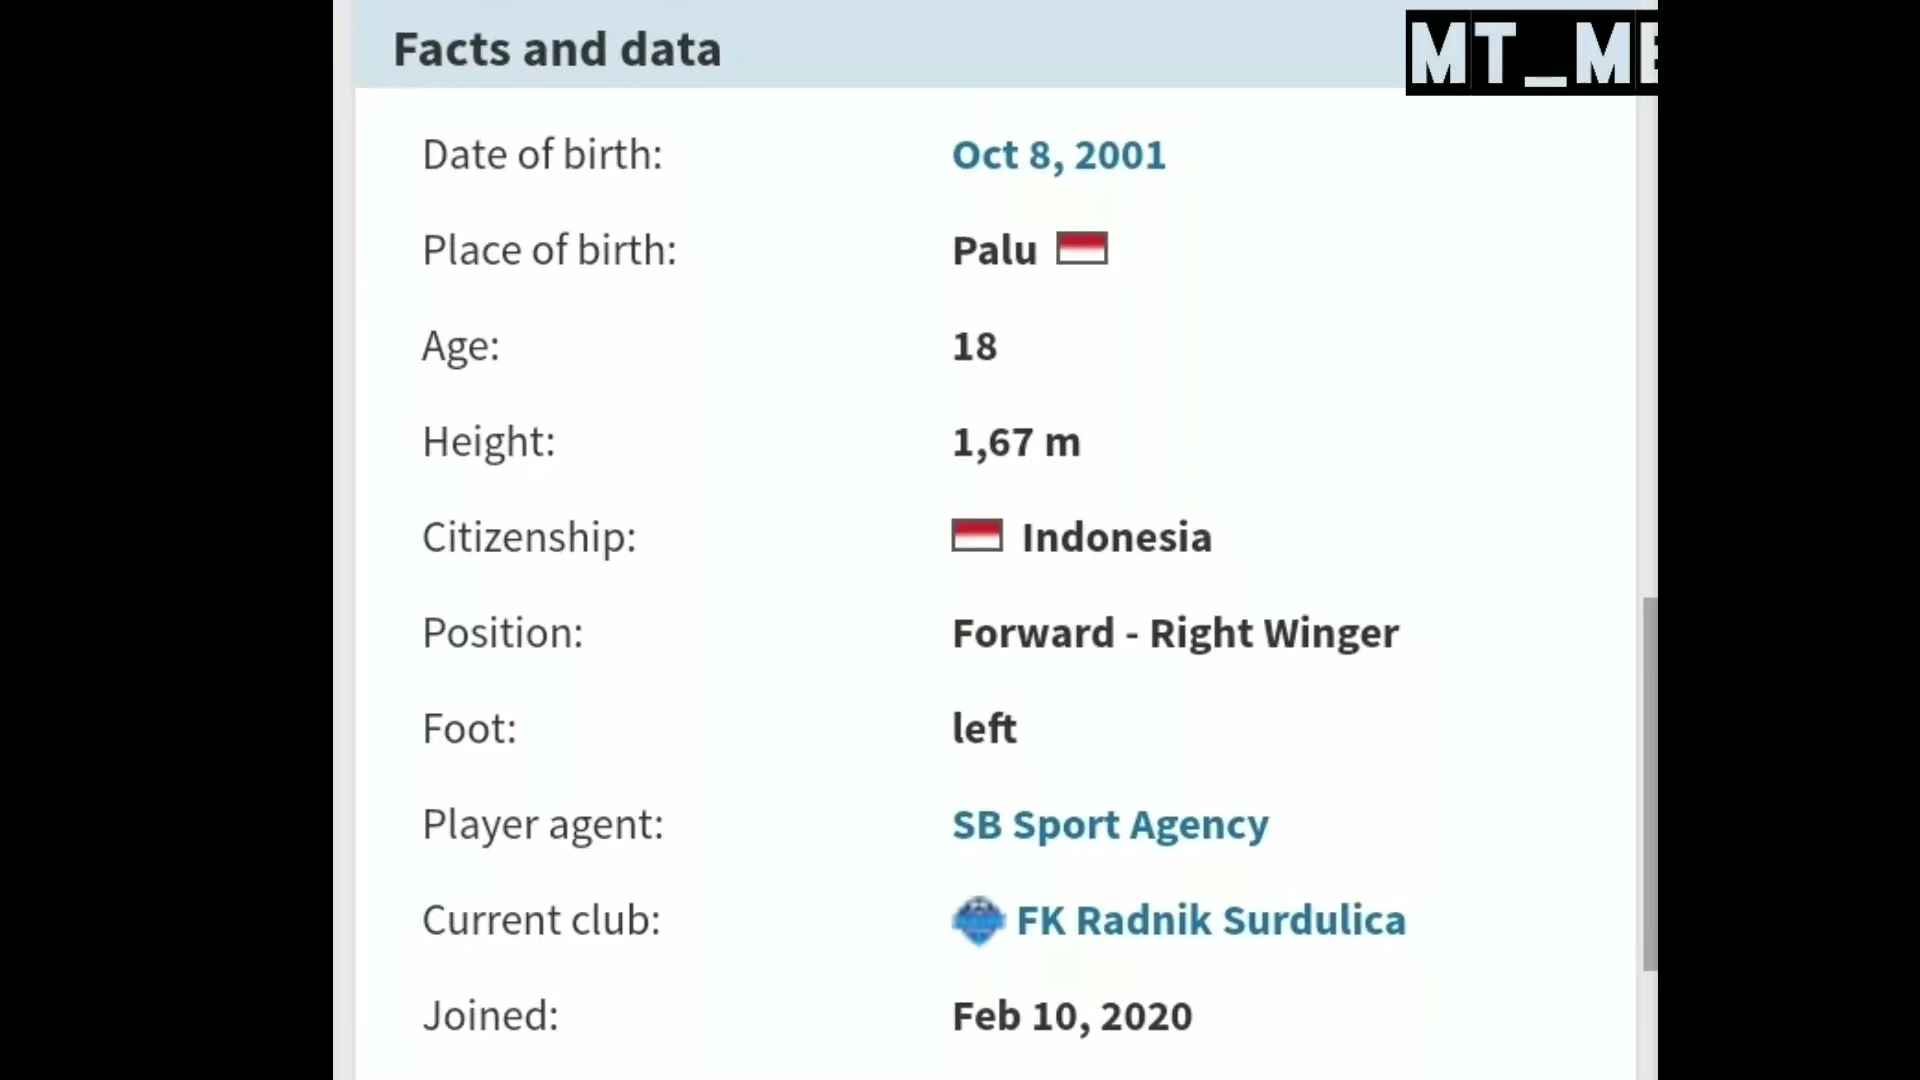 Facts and data
MT_M
Date of birth: Oct 8, 2001
Place of birth: Palu
Age: 18
Height: 1,67 m
Citizenship: Indonesia
Position: Forward - Right Winger
Foot: left
Player agent: SB Sport Agency
Current club: FK Radnik Surdulica
Joined: Feb 10, 2020